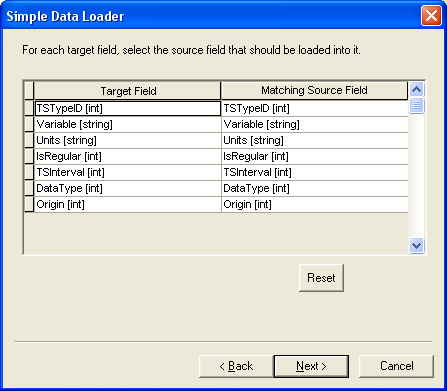 Simple Data Loader
For each target field, select the source field that should be loaded into it.
Target Field Matching Source Field
TSTypeID [int] TSTypeID [int]
Variable [string] Variable [string]
Units [string] Units [string]
IsRegular [int] IsRegular [int]
TSInterval [int] TSInterval [int]
DataType [int] DataType [int]
Origin [int] Origin [int]
Reset
< Back Next > Cancel